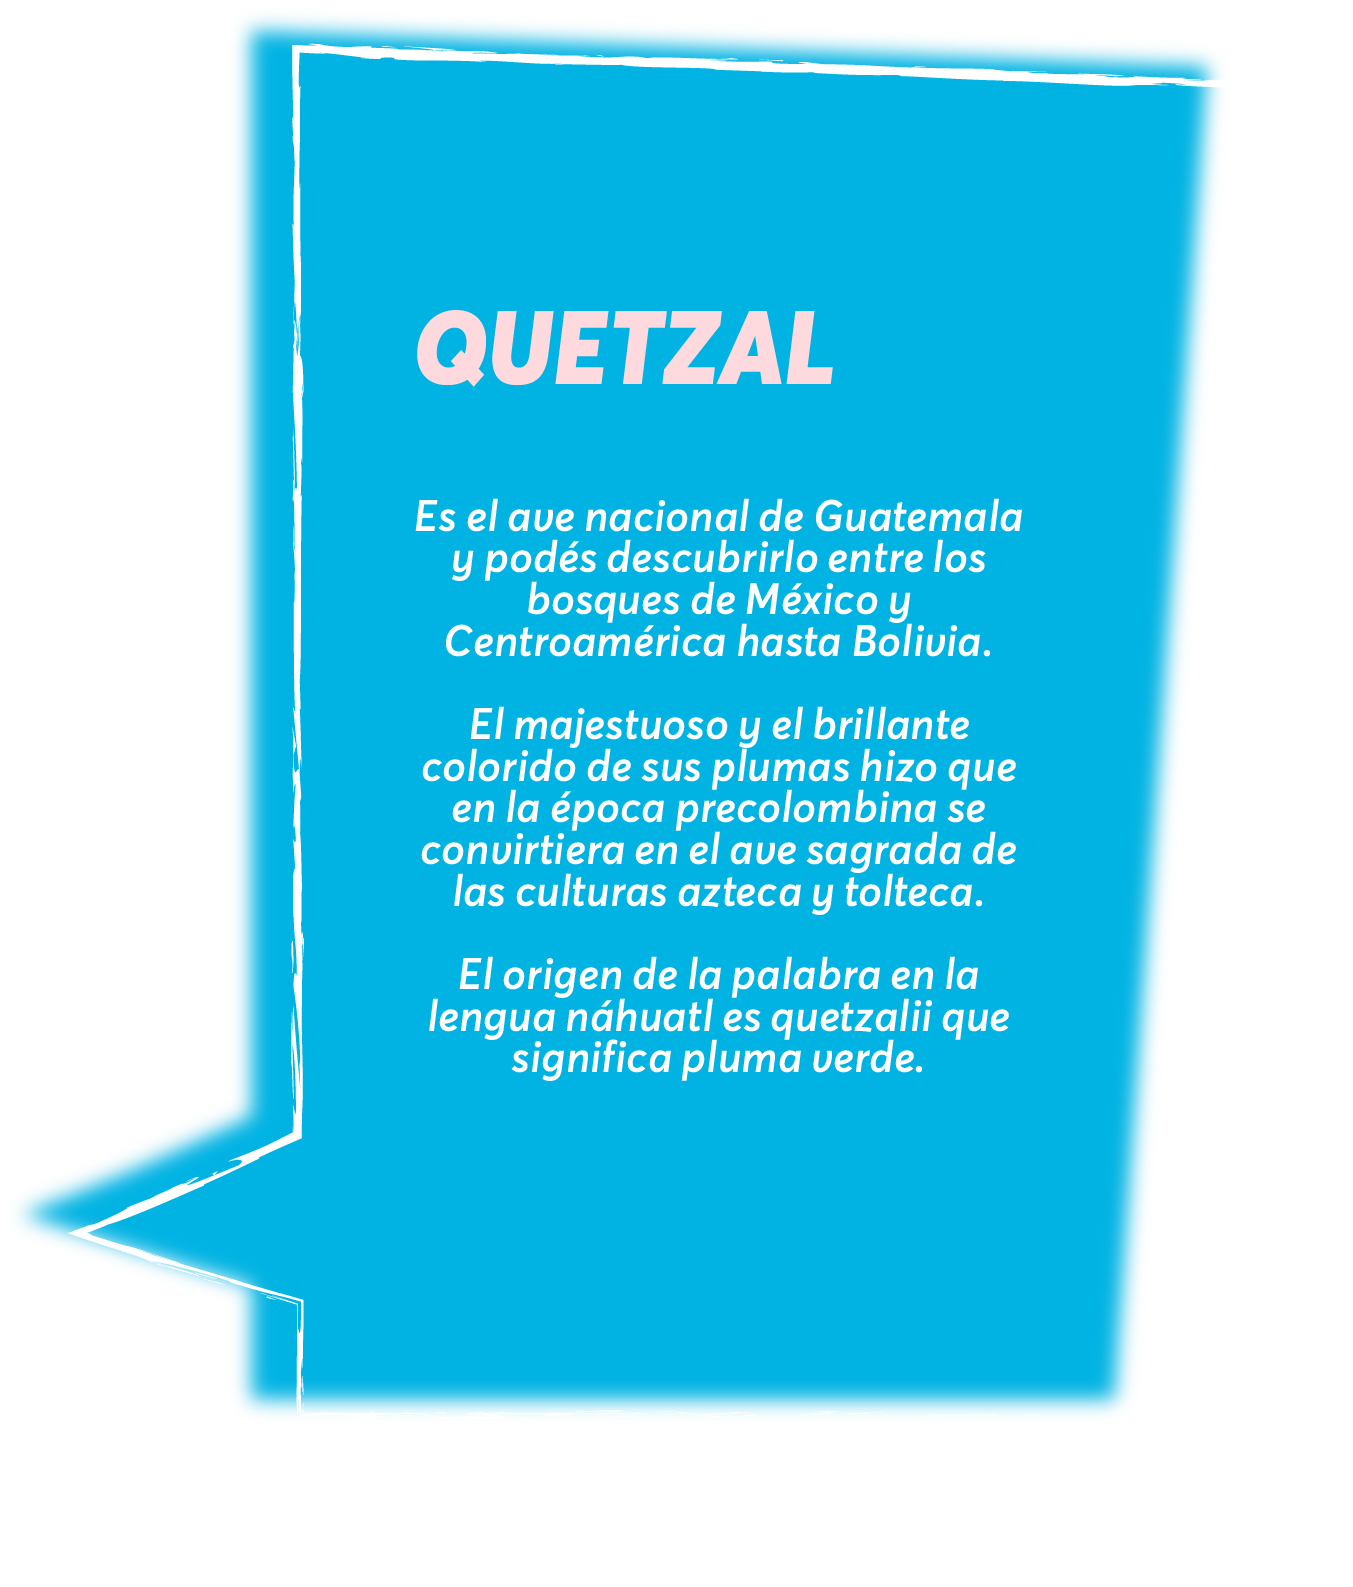 QUETZAL
Es el ave nacional de Guatemala
y podés descubrirlo entre los
bosques de México y
Centroamérica hasta Bolivia.
El majestuoso y el brillante
colorido de sus plumas hizo que
en la época precolombina se
convirtiera en el ave sagrada de
las culturas azteca y tolteca.
El origen de la palabra en la
lengua náhuatl es quetzalii que
significa pluma verde.